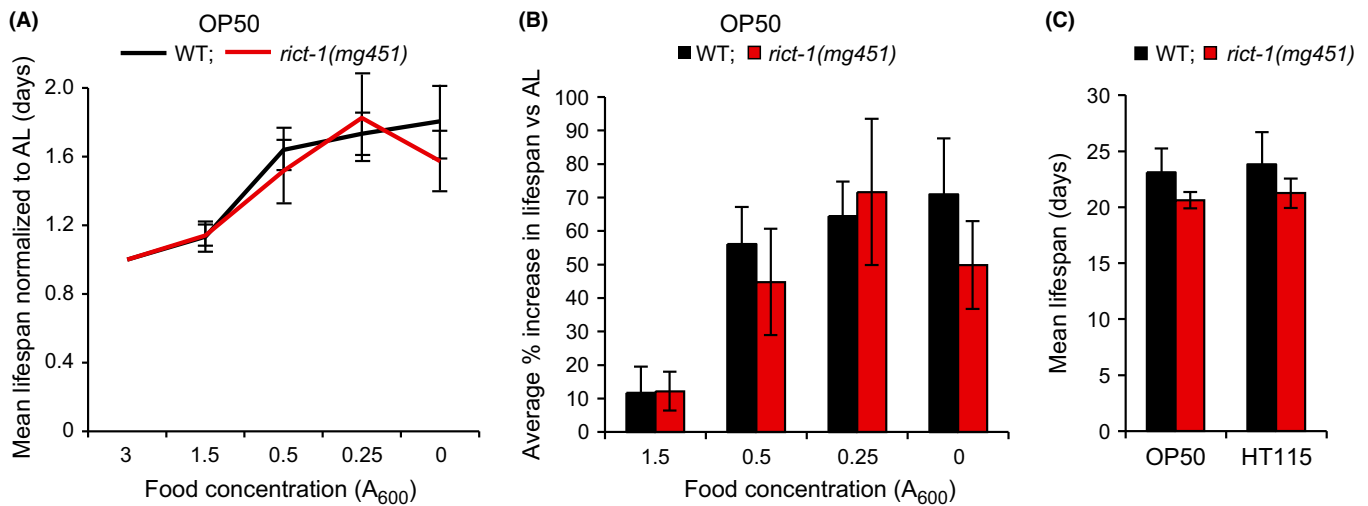 (A)
OP50
WT; rict-1(mg451)
Mean lifespan normalized to AL (days)
2.0
1.6
1.2
0.8
0.4
0
3 1.5 0.5 0.25 0
Food concentration (A600)
(B)
OP50
WT; rict-1(mg451)
Average % increase in lifespan vs AL
100
90
80
70
60
50
40
30
20
10
0
1.5 0.5 0.25 0
Food concentration (A600)
(C)
WT; rict-1(mg451)
Mean lifespan (days)
30
25
20
15
10
5
0
OP50 HT115